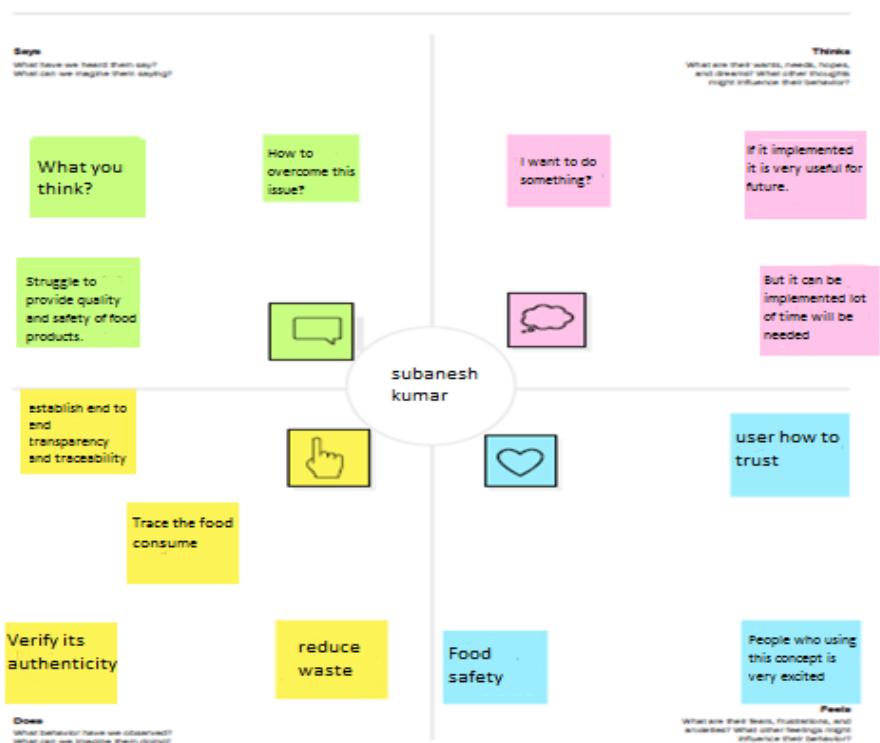 Says
What have we heard them say?
What can we imagine them saying?
Thinks
What are their wants, needs, hopes,
and dreams? What other thoughts
might influence their behavior?
What you
think?
How to
overcome this
issue?
I want to do
something?
If it implemented
it is very useful for
future.
Struggle to
provide quality
and safety of food
products.
But it can be
implemented lot
of time will be
needed
subanesh
kumar
establish end to
end
transparency
and traceability
user how to
trust
Trace the food
consume
Verify its
authenticity
reduce
waste
Food
safety
People who using
this concept is
very excited
Does
What behavior have we observed?
What can we imagine them doing?
Feels
What are their fears, frustrations, and
anxieties? What other feelings might
influence their behavior?